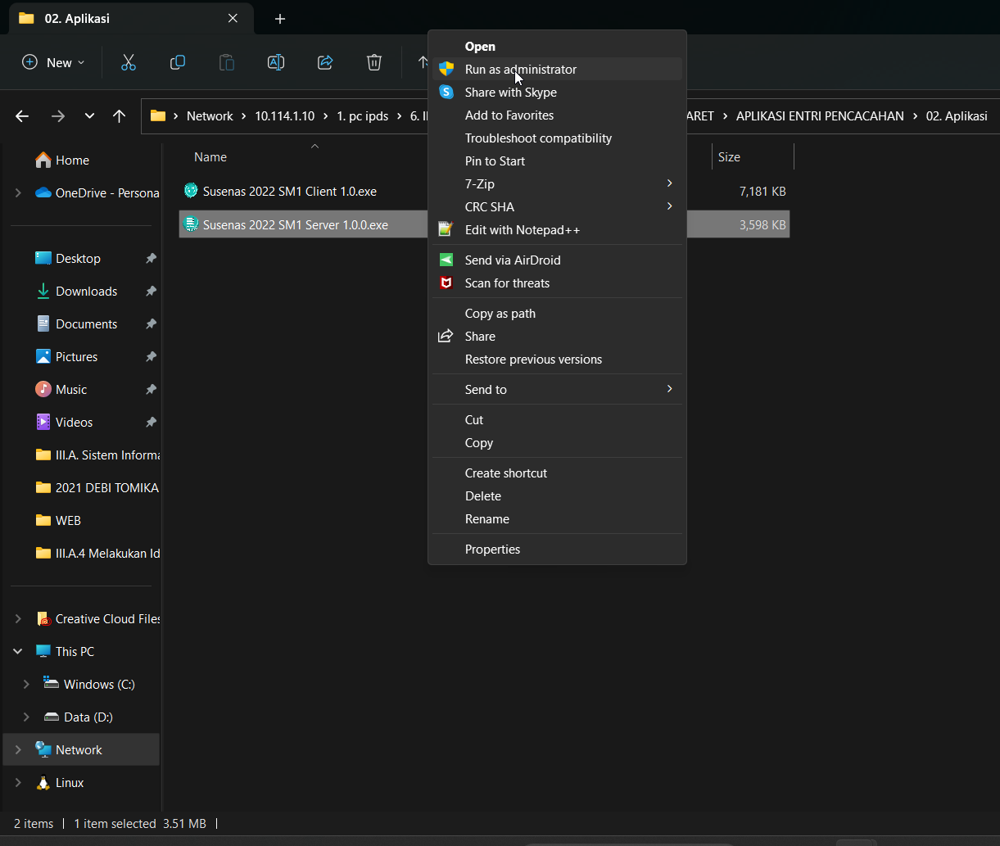 02. Aplikasi
New
Network > 10.114.1.10 > 1. pc ipds > 6. ARET > APLIKASI ENTRI PENCACAHAN > 02. Aplikasi
Home
OneDrive - Persona
Desktop
Downloads
Documents
Pictures
Music
Videos
III.A. Sistem Informa
2021 DEBI TOMIKA
WEB
III.A.4 Melakukan Id
Creative Cloud Files
This PC
Windows (C:)
Data (D:)
Network
Linux
Name
Size
Susenas 2022 SM1 Client 1.0.exe
7,181 KB
Susenas 2022 SM1 Server 1.0.0.exe
3,598 KB
Open
Run as administrator
Share with Skype
Add to Favorites
Troubleshoot compatibility
Pin to Start
7-Zip
CRC SHA
Edit with Notepad++
Send via AirDroid
Scan for threats
Copy as path
Share
Restore previous versions
Send to
Cut
Copy
Create shortcut
Delete
Rename
Properties
2 items | 1 item selected 3.51 MB |